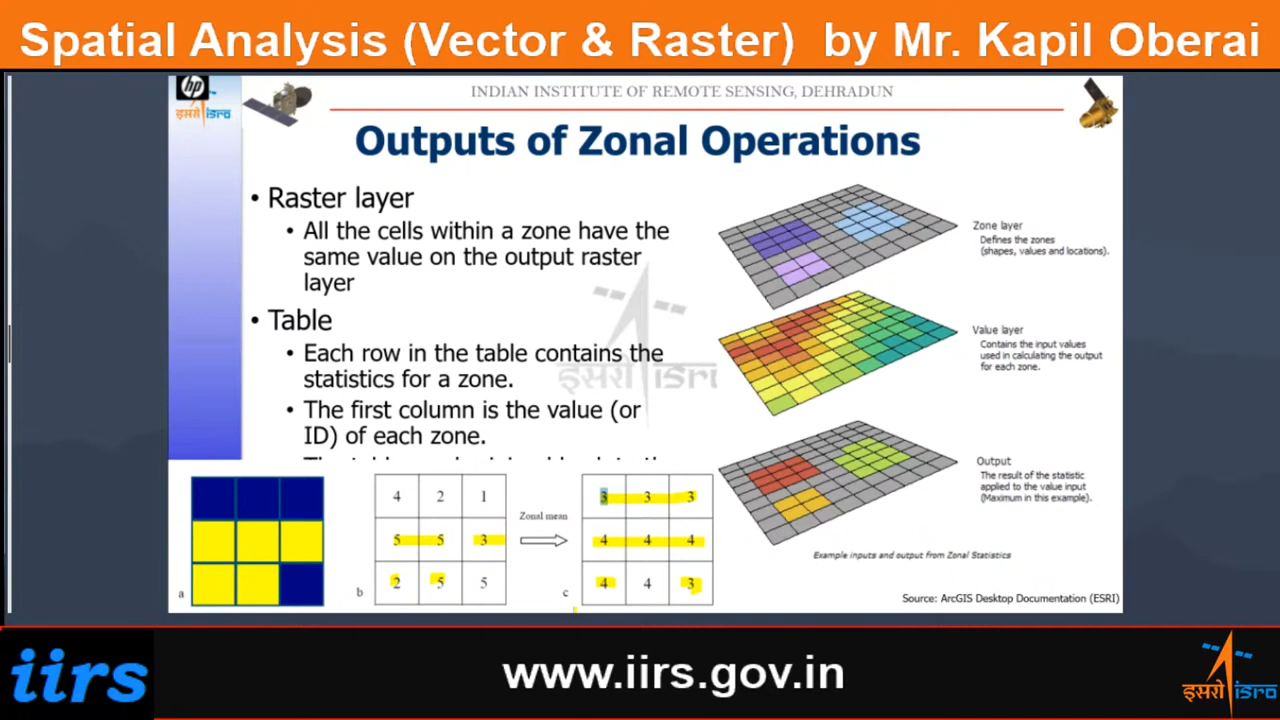 Spatial Analysis (Vector & Raster) by Mr. Kapil Oberai
hp
इसरो isro
INDIAN INSTITUTE OF REMOTE SENSING, DEHRADUN
Outputs of Zonal Operations
• Raster layer
• All the cells within a zone have the
same value on the output raster
layer
• Table
• Each row in the table contains the
statistics for a zone.
• The first column is the value (or
ID) of each zone.
इसरो
Zone layer
Defines the zones
(shapes, values and locations).
Value layer
Contains the input values
used in calculating the output
for each zone.
Output
The result of the statistic
applied to the value input
(Maximum in this example).
Example inputs and output from Zonal Statistics
Source: ArcGIS Desktop Documentation (ESRI)
a
b
4 2 1
5 5 3
2 5 5
Zonal mean
c
3 3 3
4 4 4
4 4 3
iirs
www.iirs.gov.in
इसरो isro